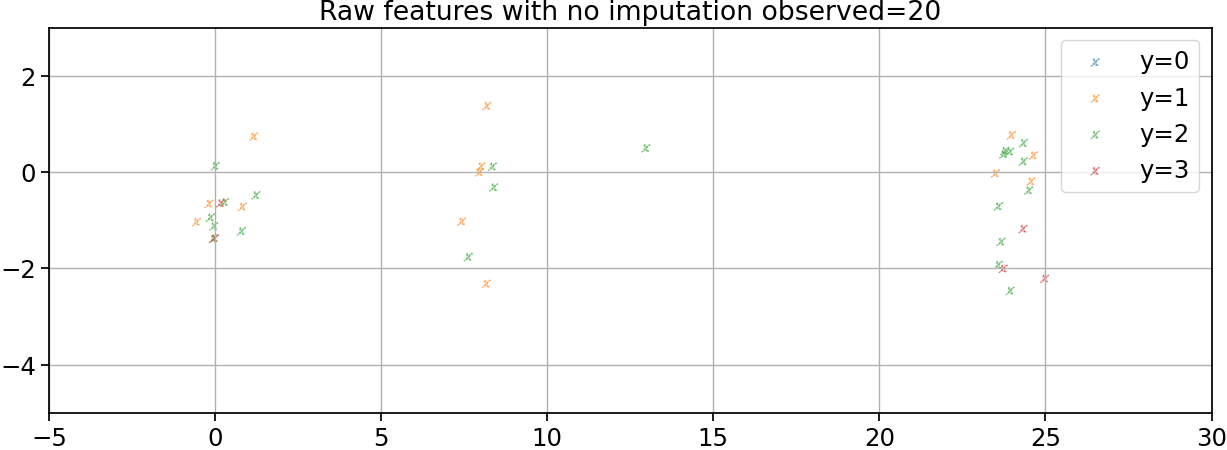 Raw features with no imputation observed=20
y=0
y=1
y=2
y=3
2
0
−2
−4
−5 0 5 10 15 20 25 30